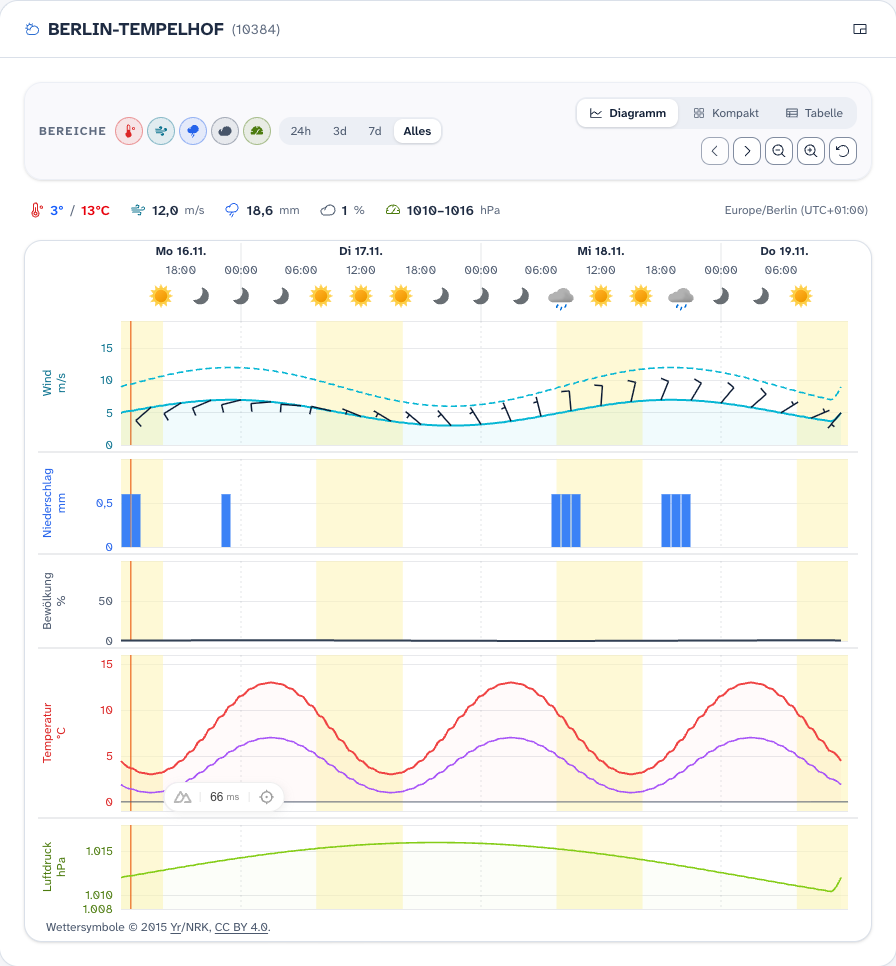 BERLIN-TEMPELHOF (10384)
BEREICHE
24h 3d 7d Alles
Diagramm Kompakt Tabelle
3° / 13°C 12,0 m/s 18,6 mm 1 % 1010–1016 hPa Europe/Berlin (UTC+01:00)
Mo 16.11. Di 17.11. Mi 18.11. Do 19.11.
18:00 00:00 06:00 12:00 18:00 00:00 06:00 12:00 18:00 00:00 06:00
Wind
m/s
15
10
5
0
Niederschlag
mm
0,5
0
Bewölkung
%
50
0
Temperatur
°C
15
10
5
0
66 ms
Luftdruck
hPa
1.015
1.010
1.008
Wettersymbole © 2015 Yr/NRK, CC BY 4.0.